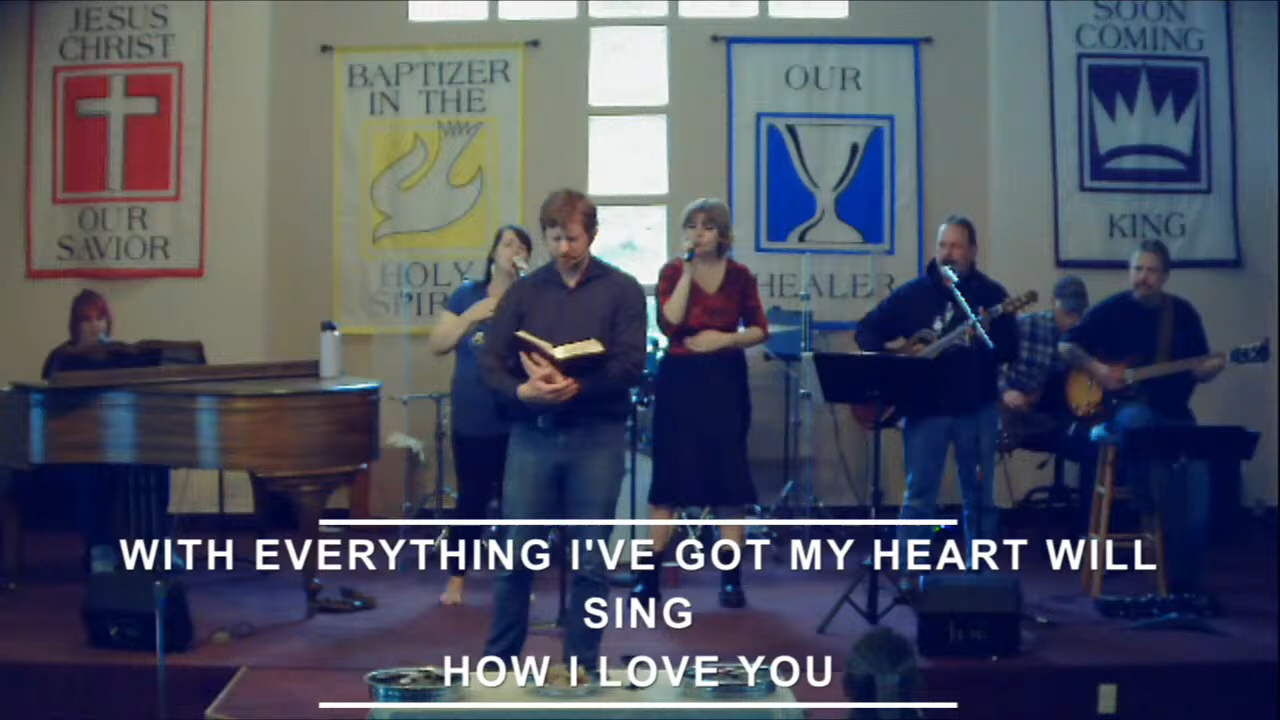 JESUS
CHRIST
OUR
SAVIOR
BAPTIZER
IN THE
HOLY
OUR
HEALER
SOON
COMING
KING
WITH EVERYTHING I'VE GOT MY HEART WILL
SING
HOW I LOVE YOU